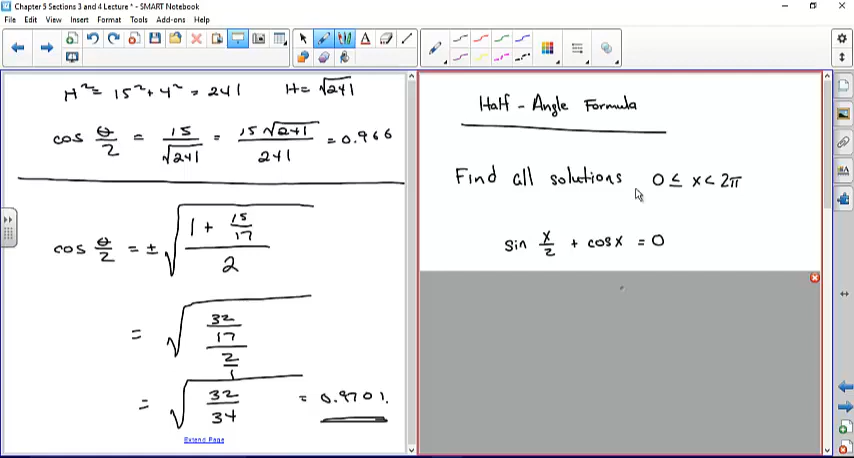 Chapter 5 Sections 3 and 4 Lecture * - SMART Notebook
File Edit View Insert Format Tools Add-ons Help
H² = 15² + 4² = 241 H = √241
cos θ/2 = 15/√241 = 15√241/241 = 0.966
cos θ/2 = ± √((1 + 15/17)/2)
= √((32/17)/(2/1))
= √(32/34) = 0.9701.
Extend Page
Half - Angle Formula
Find all solutions 0 ≤ x < 2π
sin x/2 + cosx = 0